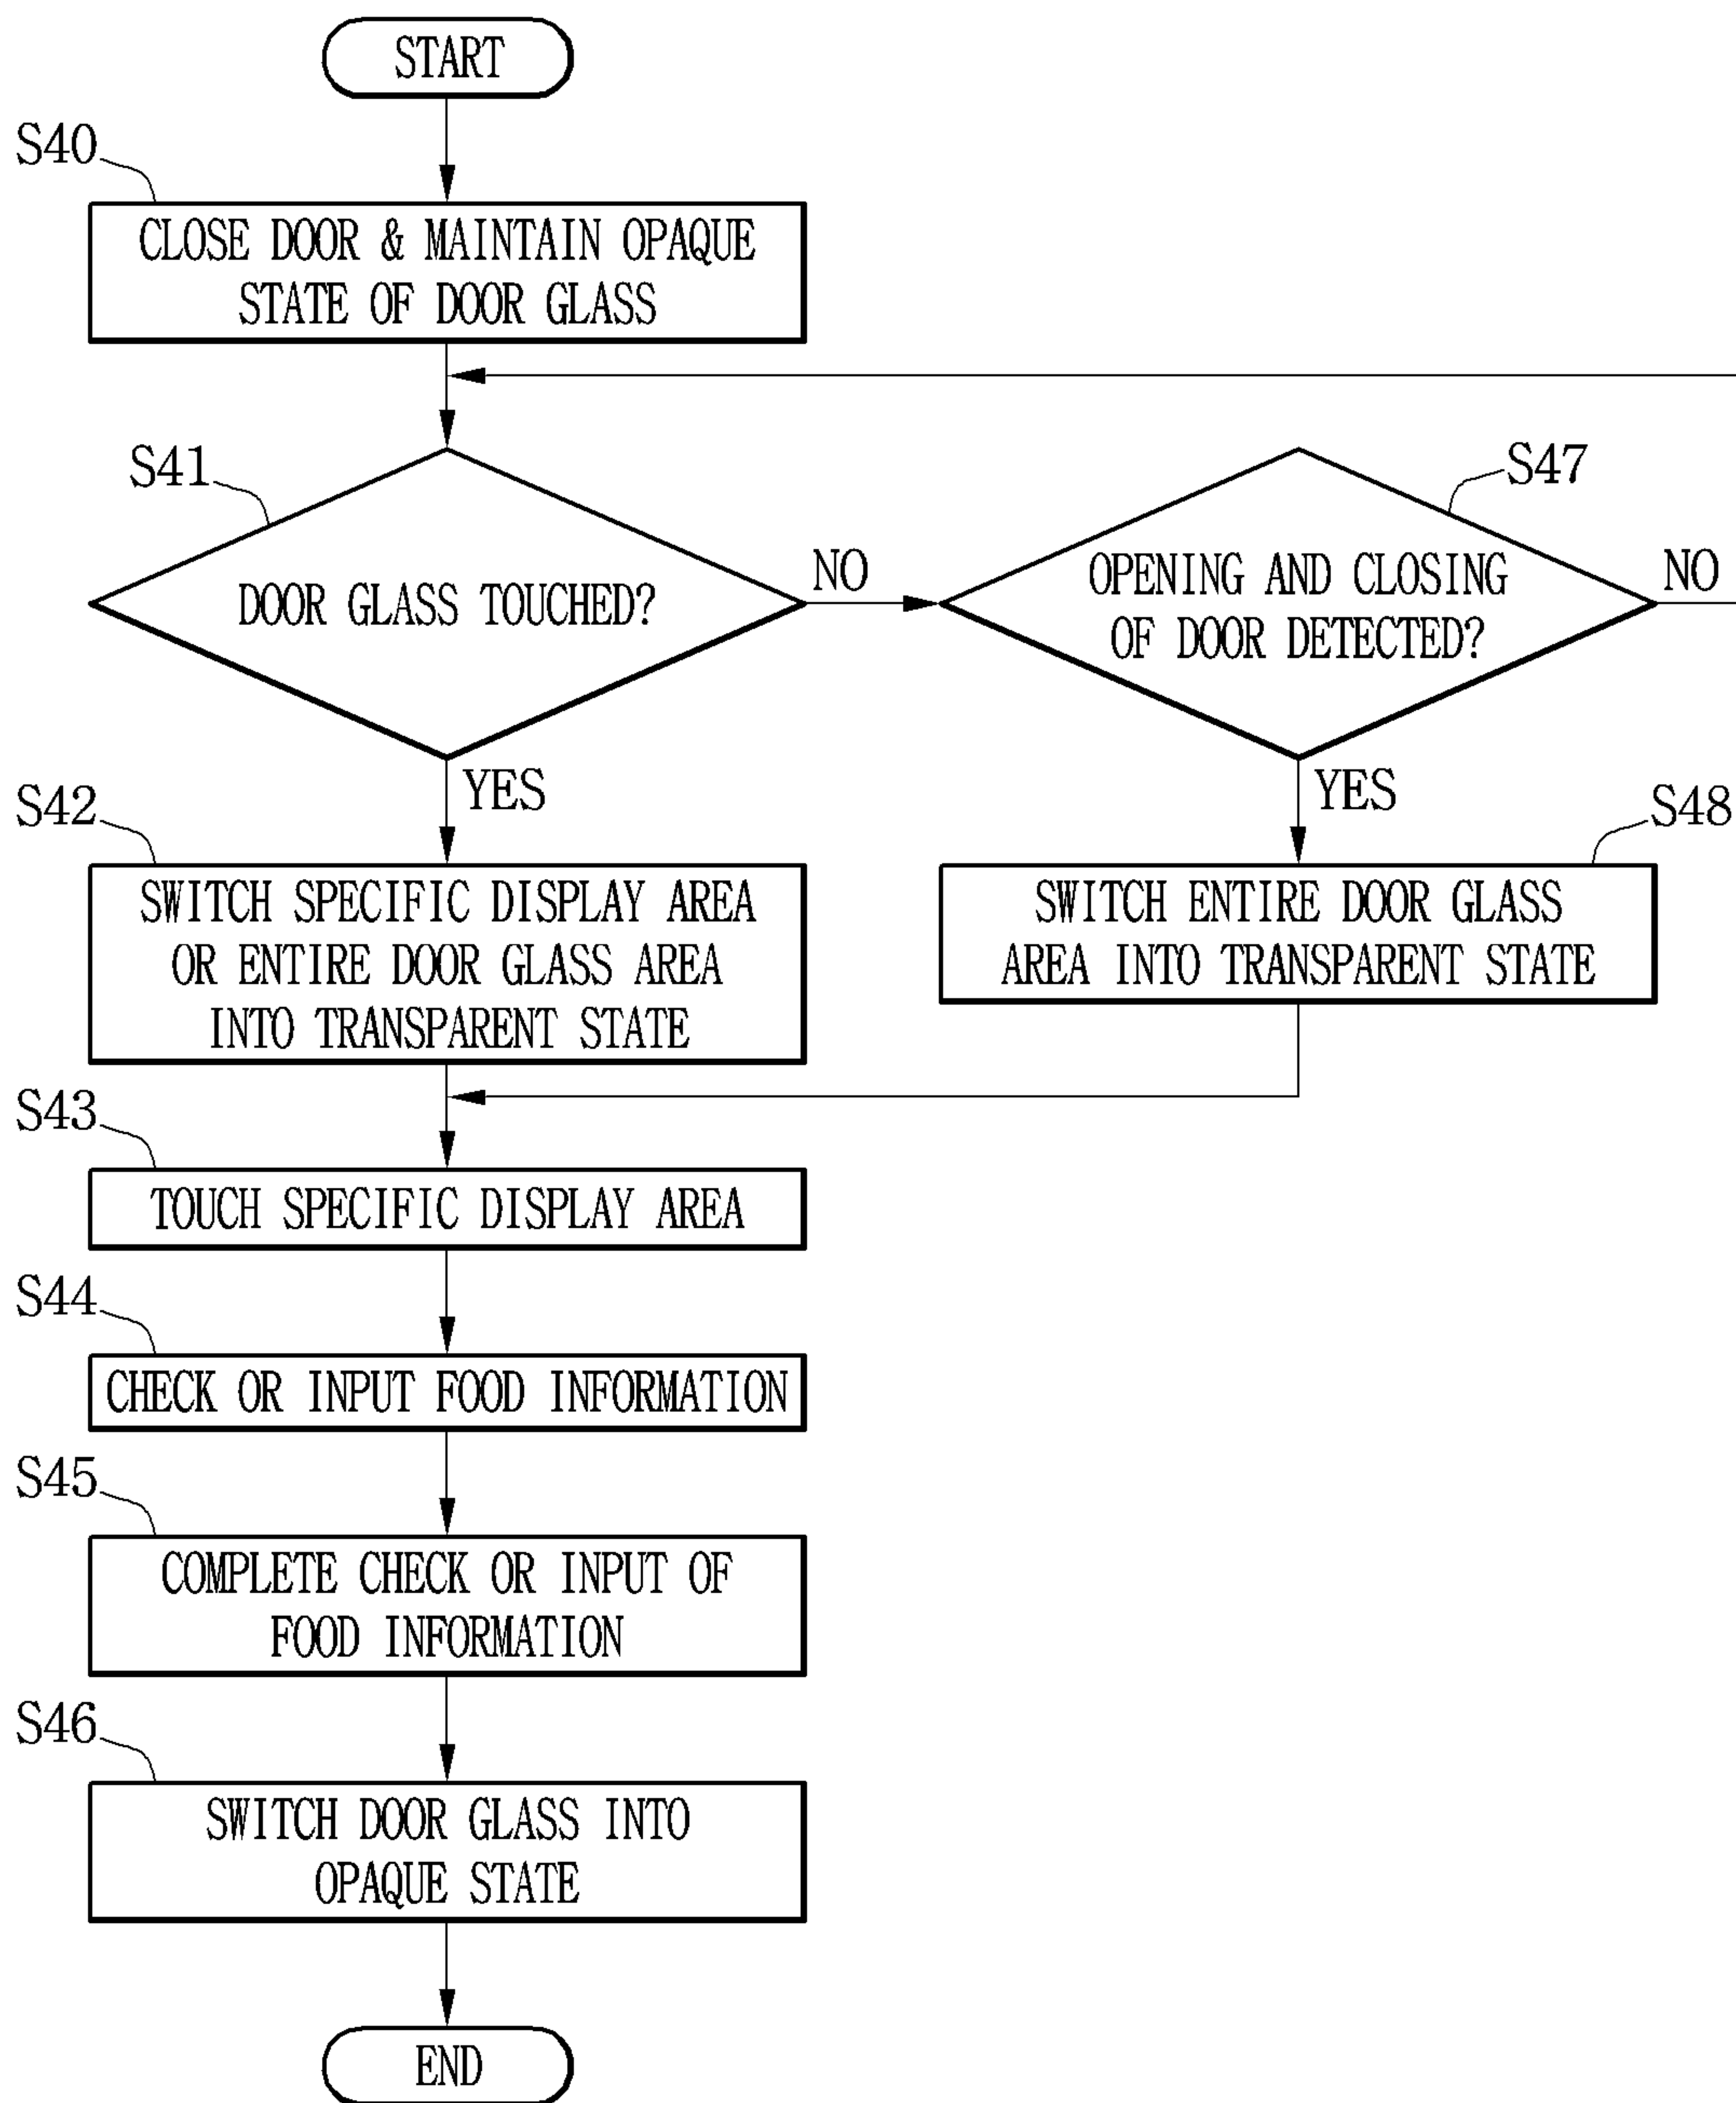 START
S40
CLOSE DOOR & MAINTAIN OPAQUE
STATE OF DOOR GLASS
S41
DOOR GLASS TOUCHED?
NO
S47
OPENING AND CLOSING
OF DOOR DETECTED?
NO
YES
YES
S42
SWITCH SPECIFIC DISPLAY AREA
OR ENTIRE DOOR GLASS AREA
INTO TRANSPARENT STATE
S48
SWITCH ENTIRE DOOR GLASS
AREA INTO TRANSPARENT STATE
S43
TOUCH SPECIFIC DISPLAY AREA
S44
CHECK OR INPUT FOOD INFORMATION
S45
COMPLETE CHECK OR INPUT OF
FOOD INFORMATION
S46
SWITCH DOOR GLASS INTO
OPAQUE STATE
END